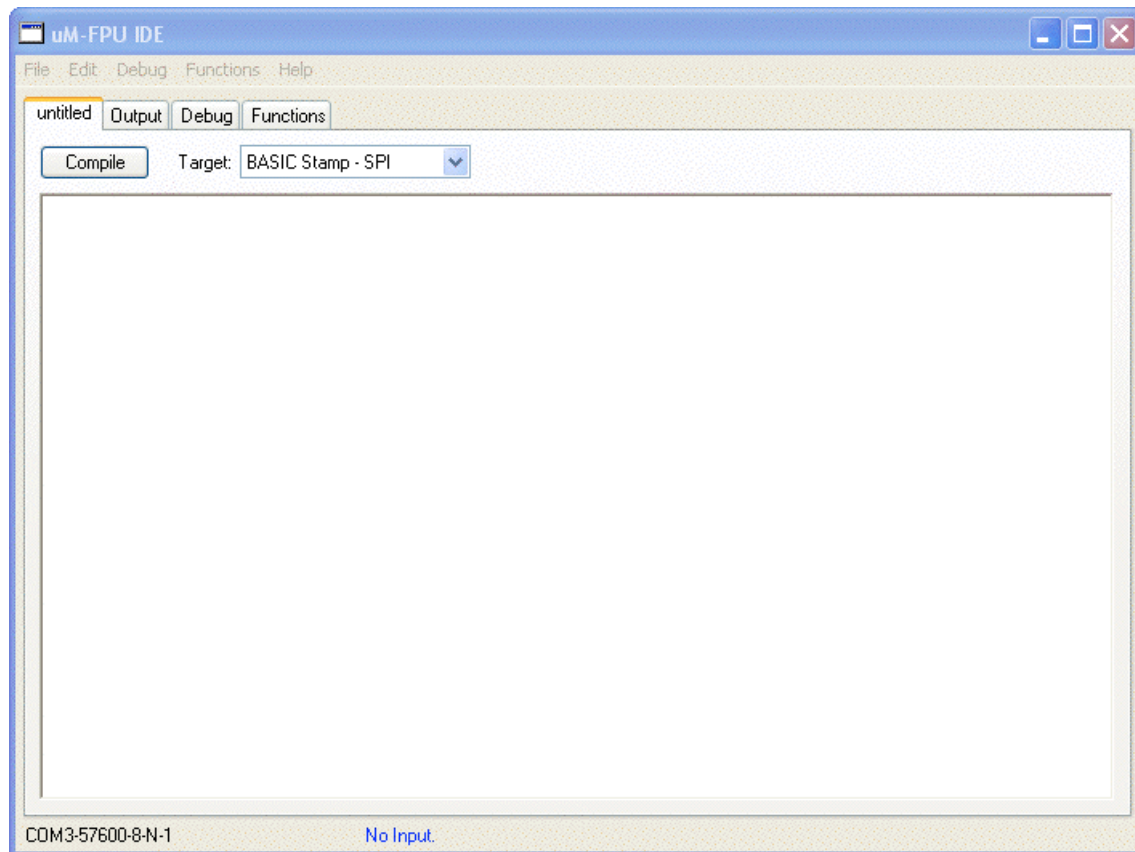 uM-FPU IDE
File Edit Debug Functions Help
untitled Output Debug Functions
Compile Target: BASIC Stamp - SPI
COM3-57600-8-N-1 No Input.